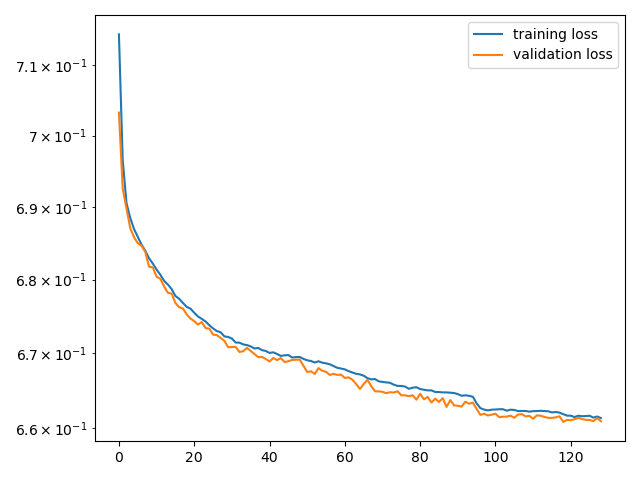 training loss
validation loss
7.1 × 10⁻¹
7 × 10⁻¹
6.9 × 10⁻¹
6.8 × 10⁻¹
6.7 × 10⁻¹
6.6 × 10⁻¹
0 20 40 60 80 100 120